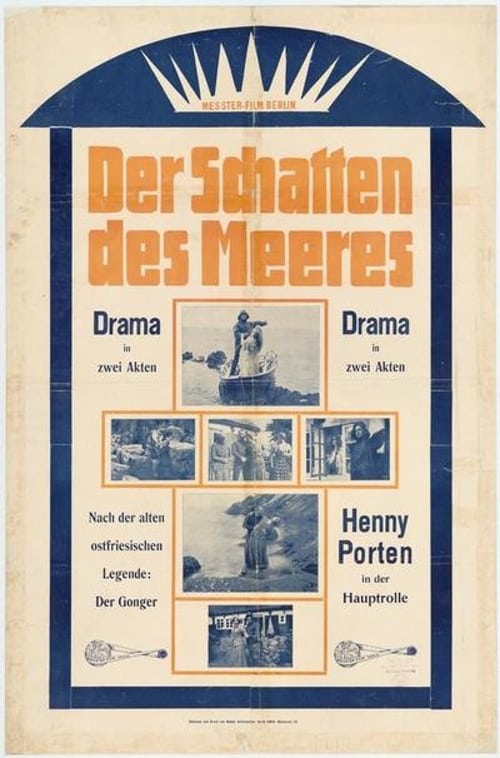 MESSTER-FILM BERLIN
Der Schatten
des Meeres
Drama
in
zwei Akten
Drama
in
zwei Akten
Nach der alten
ostfriesischen
Legende:
Der Gonger
Henny
Porten
in der
Hauptrolle